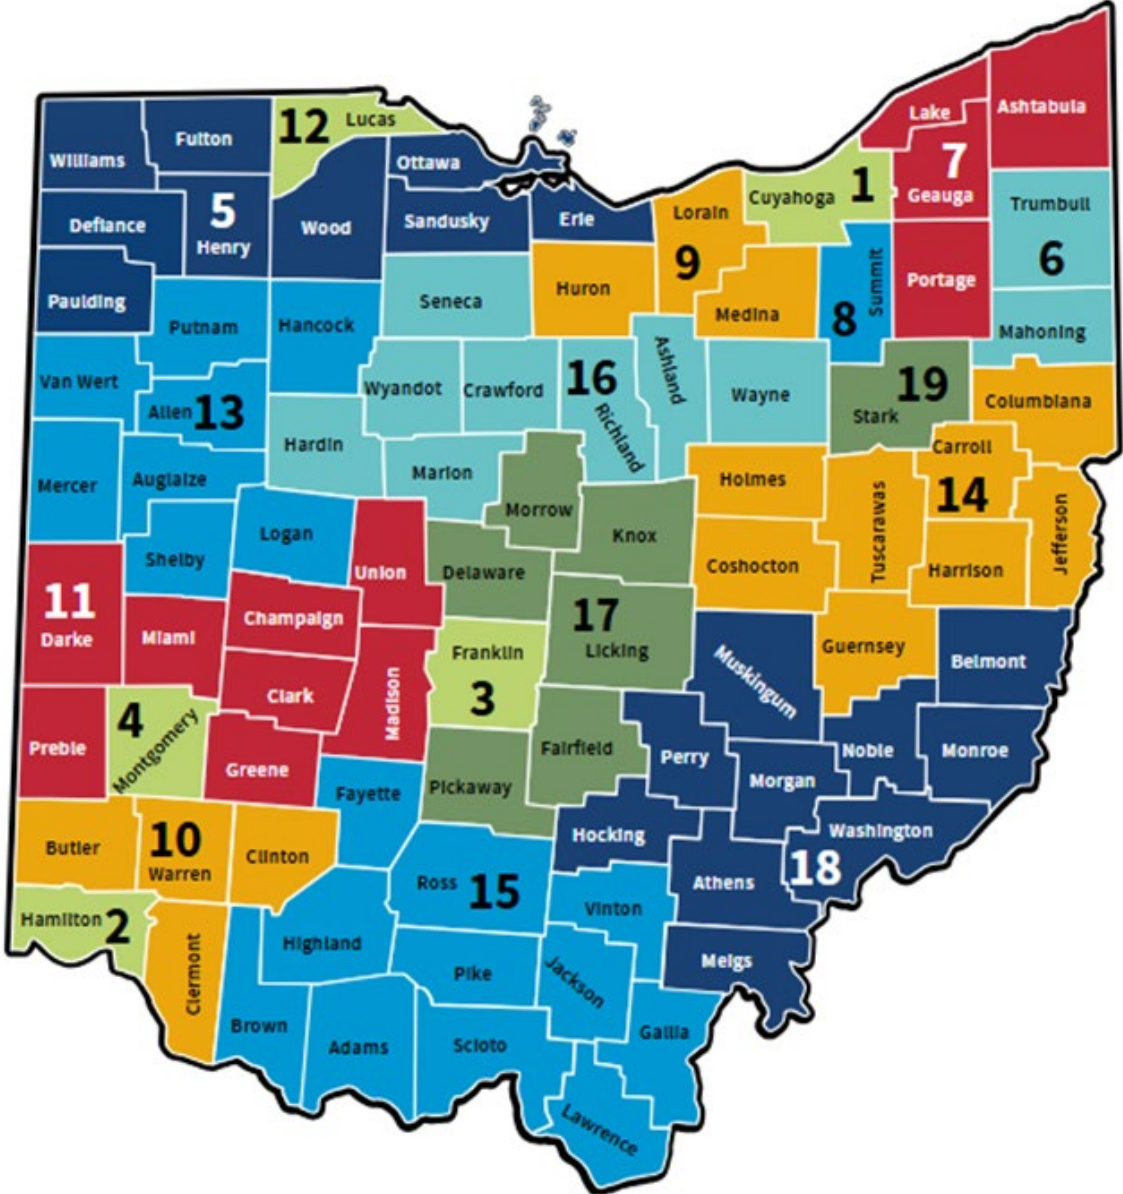 Lake
Ashtabula
12
Lucas
Fulton
Williams
Ottawa
7
Geauga
Cuyahoga
1
Trumbull
5
Henry
Defiance
Wood
Sandusky
Erie
Lorain
9
6
Summit
8
Portage
Paulding
Seneca
Huron
Medina
Mahoning
Putnam
Hancock
Van Wert
Allen
13
Wyandot
Crawford
16
Richland
Ashland
Wayne
19
Stark
Columbiana
Hardin
Marion
Carroll
14
Mercer
Auglaize
Holmes
Morrow
Knox
Tuscarawas
Jefferson
Logan
Shelby
Union
Delaware
Coshocton
Harrison
11
Darke
Miami
Champaign
17
Licking
Franklin
3
Guernsey
Belmont
Muskingum
Clark
Madison
4
Montgomery
Preble
Greene
Fairfield
Perry
Noble
Monroe
Fayette
Pickaway
Morgan
Butler
10
Warren
Clinton
Hocking
Washington
18
Ross
15
Athens
Vinton
Hamilton
2
Clermont
Highland
Pike
Jackson
Meigs
Brown
Adams
Scioto
Gallia
Lawrence